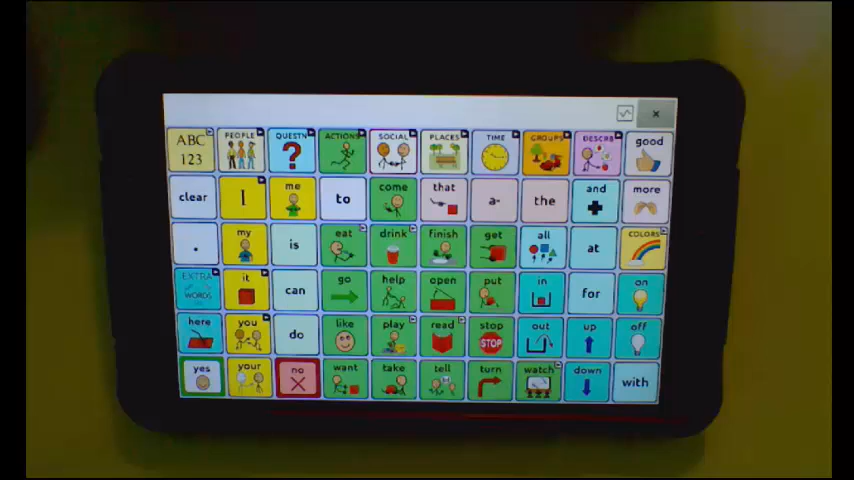 ABC 123 PEOPLE QUESTN ACTIONS SOCIAL PLACES TIME GROUPS DESCRB good
clear I me to come that a- the and more
. my is eat drink finish get all at COLORS
EXTRA WORDS it can go help open put in for on
here you do like play read stop STOP out up off
yes your no want take tell turn watch down with